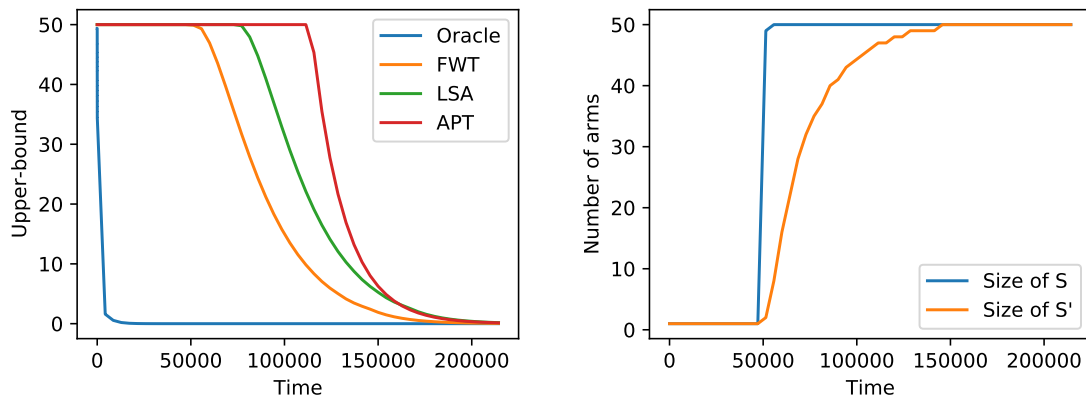 50
40
30
20
10
0
Upper-bound
0
50000
100000
150000
200000
Time
Oracle
FWT
LSA
APT
50
40
30
20
10
0
Number of arms
0
50000
100000
150000
200000
Time
Size of S
Size of S'